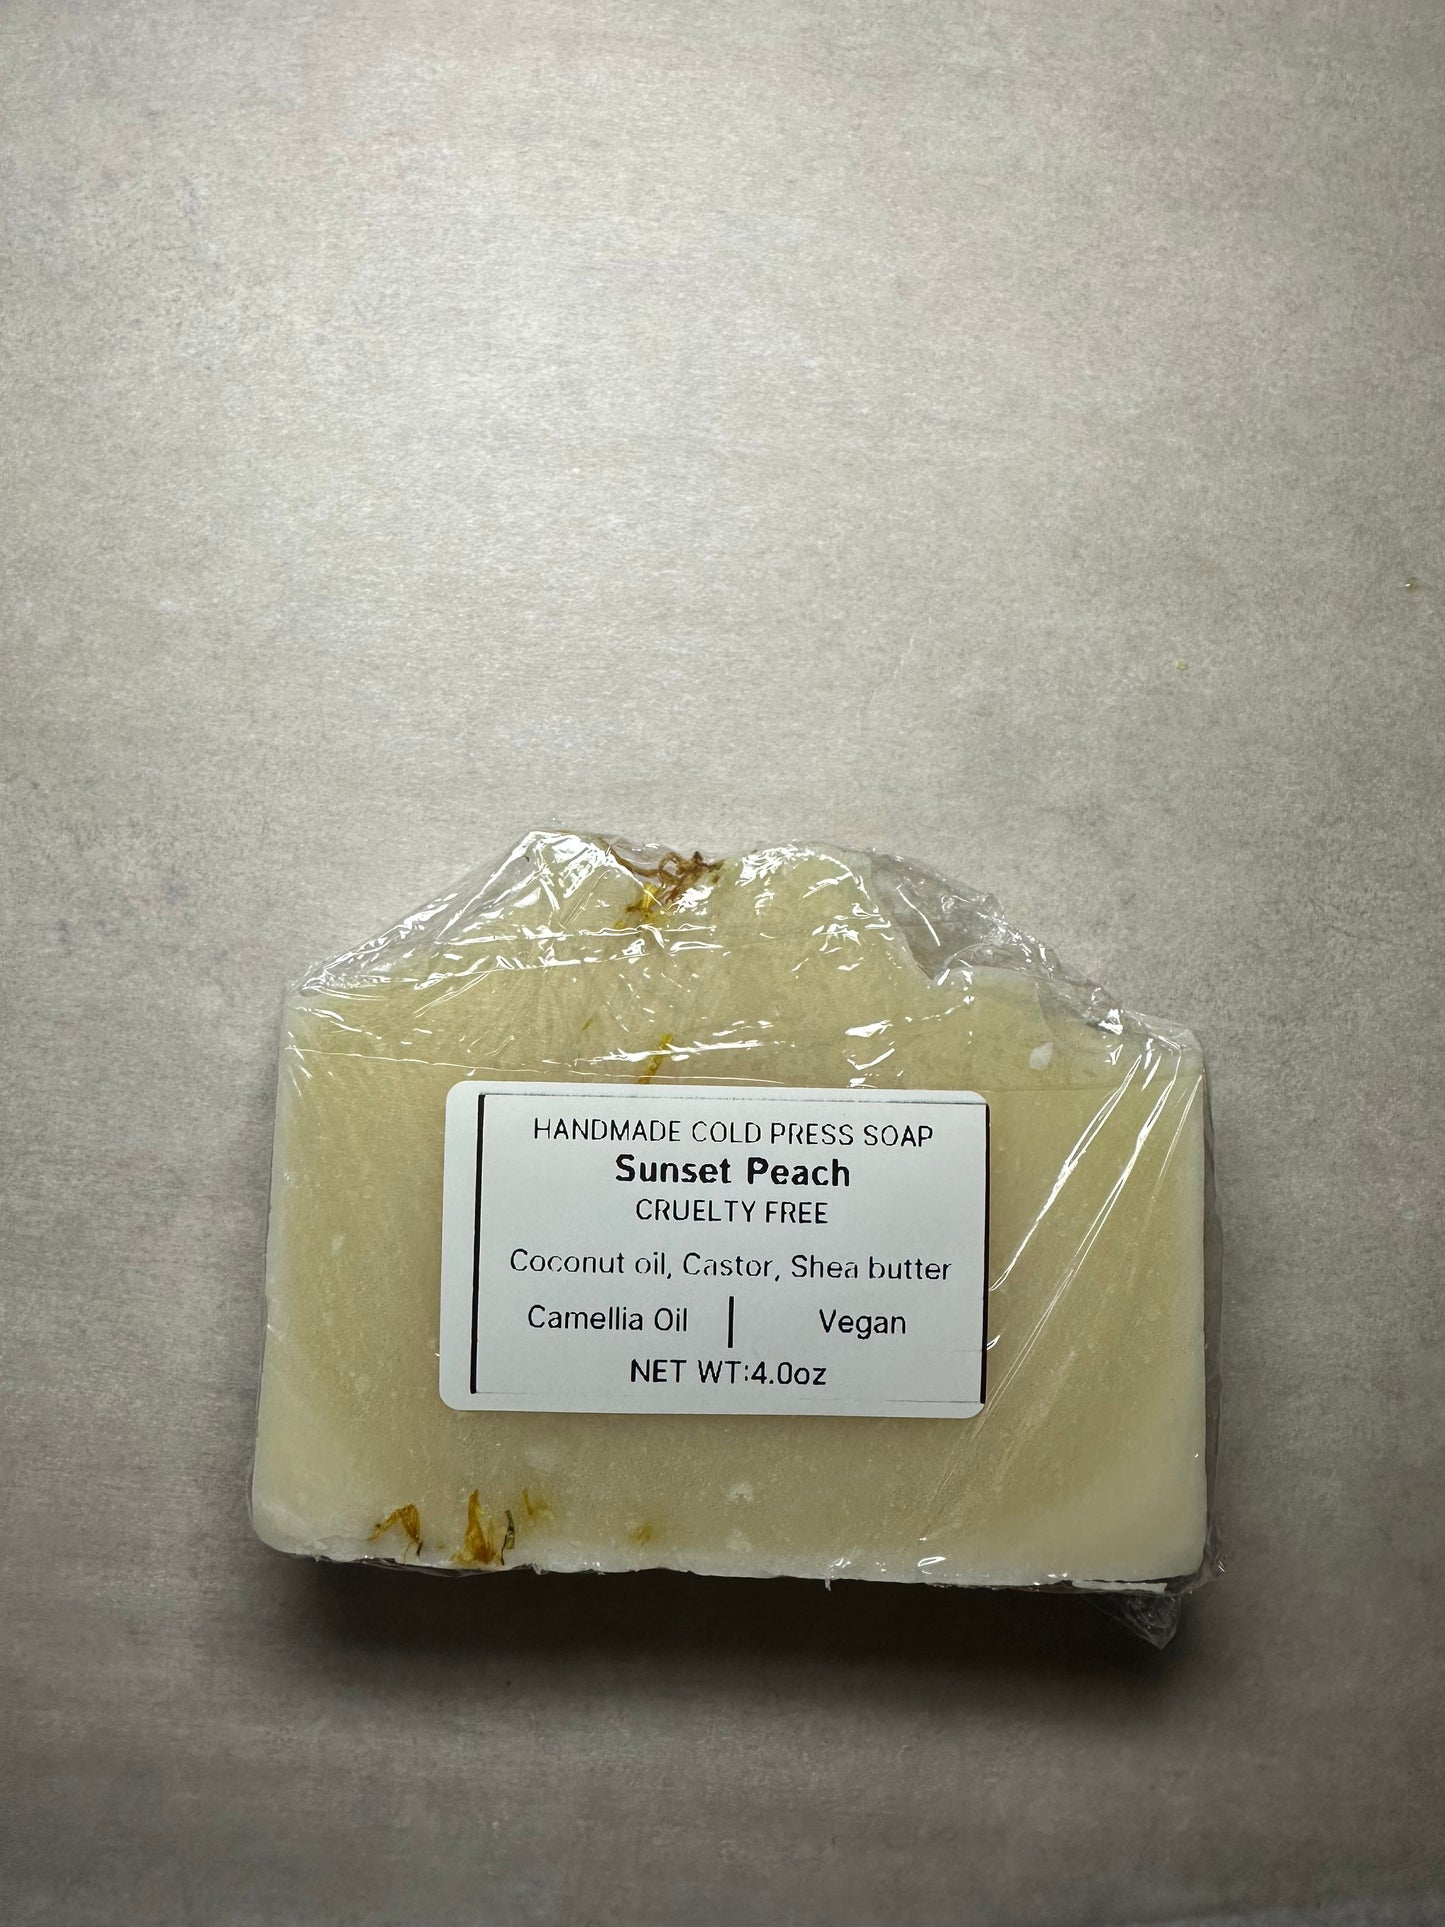 HANDMADE COLD PRESS SOAP
Sunset Peach
CRUELTY FREE
Coconut oil, Castor, Shea butter
Camellia Oil | Vegan
NET WT:4.0oz